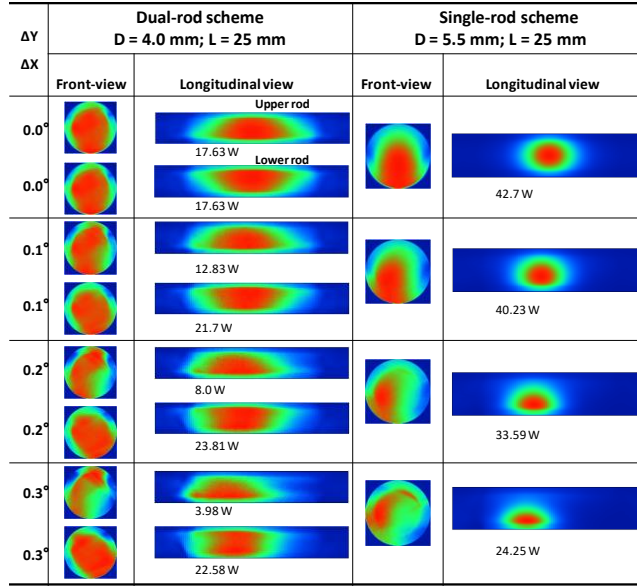 ΔY
ΔX
Dual-rod scheme
D = 4.0 mm; L = 25 mm
Single-rod scheme
D = 5.5 mm; L = 25 mm
Front-view
Longitudinal view
Front-view
Longitudinal view
0.0°
Upper rod
17.63 W
0.0°
Lower rod
17.63 W
42.7 W
0.1°
12.83 W
0.1°
21.7 W
40.23 W
0.2°
8.0 W
0.2°
23.81 W
33.59 W
0.3°
3.98 W
0.3°
22.58 W
24.25 W